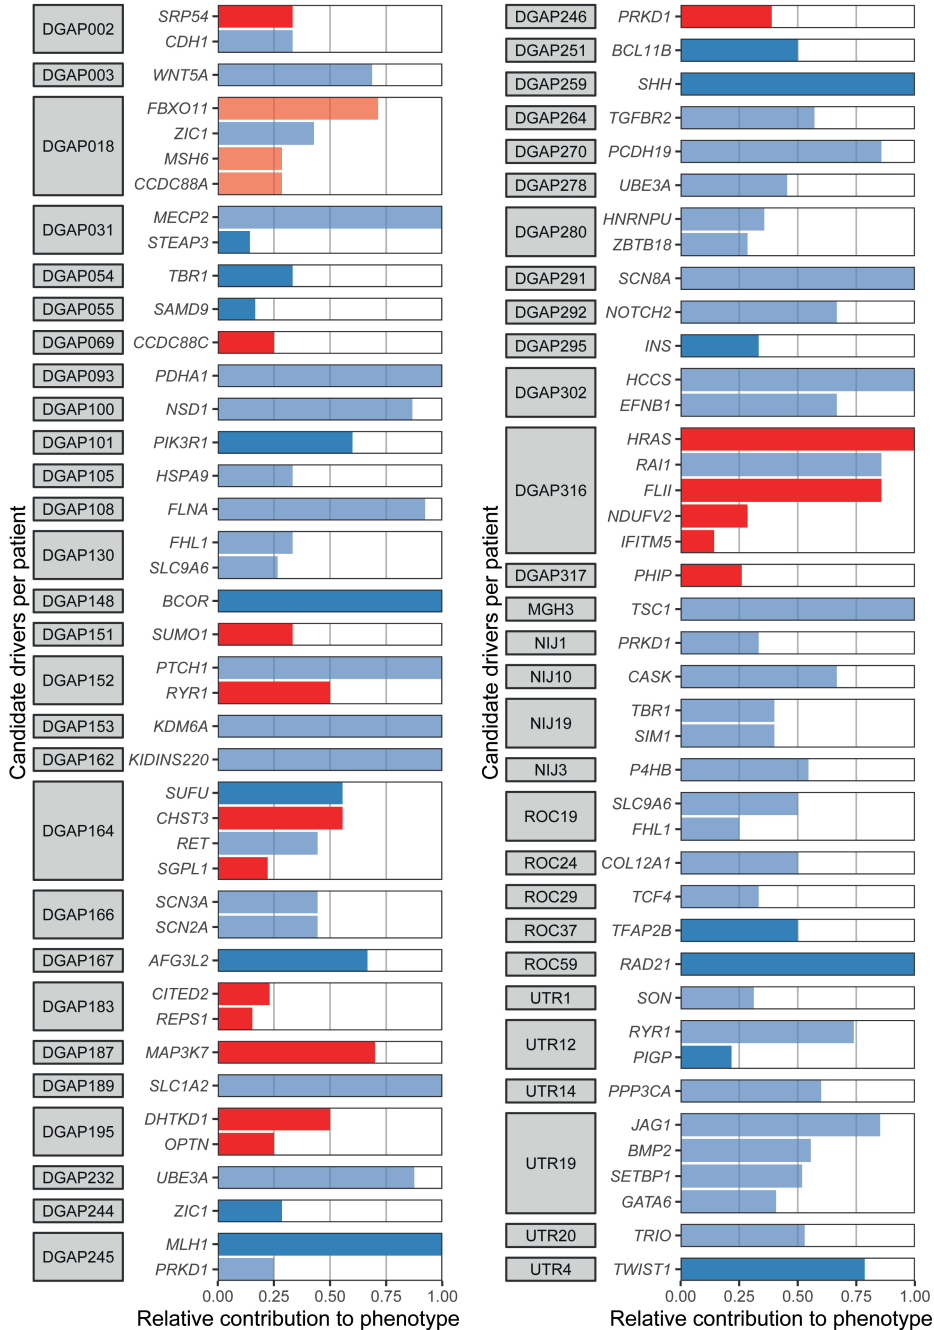 Candidate drivers per patient
DGAP002
SRP54
CDH1
DGAP003
WNT5A
DGAP018
FBXO11
ZIC1
MSH6
CCDC88A
DGAP031
MECP2
STEAP3
DGAP054
TBR1
DGAP055
SAMD9
DGAP069
CCDC88C
DGAP093
PDHA1
DGAP100
NSD1
DGAP101
PIK3R1
DGAP105
HSPA9
DGAP108
FLNA
DGAP130
FHL1
SLC9A6
DGAP148
BCOR
DGAP151
SUMO1
DGAP152
PTCH1
RYR1
DGAP153
KDM6A
DGAP162
KIDINS220
DGAP164
SUFU
CHST3
RET
SGPL1
DGAP166
SCN3A
SCN2A
DGAP167
AFG3L2
DGAP183
CITED2
REPS1
DGAP187
MAP3K7
DGAP189
SLC1A2
DGAP195
DHTKD1
OPTN
DGAP232
UBE3A
DGAP244
ZIC1
DGAP245
MLH1
PRKD1
0.00 0.25 0.50 0.75 1.00
Relative contribution to phenotype
Candidate drivers per patient
DGAP246
PRKD1
DGAP251
BCL11B
DGAP259
SHH
DGAP264
TGFBR2
DGAP270
PCDH19
DGAP278
UBE3A
DGAP280
HNRNPU
ZBTB18
DGAP291
SCN8A
DGAP292
NOTCH2
DGAP295
INS
DGAP302
HCCS
EFNB1
DGAP316
HRAS
RAI1
FLII
NDUFV2
IFITM5
DGAP317
PHIP
MGH3
TSC1
NIJ1
PRKD1
NIJ10
CASK
NIJ19
TBR1
SIM1
NIJ3
P4HB
ROC19
SLC9A6
FHL1
ROC24
COL12A1
ROC29
TCF4
ROC37
TFAP2B
ROC59
RAD21
UTR1
SON
UTR12
RYR1
PIGP
UTR14
PPP3CA
UTR19
JAG1
BMP2
SETBP1
GATA6
UTR20
TRIO
UTR4
TWIST1
0.00 0.25 0.50 0.75 1.00
Relative contribution to phenotype